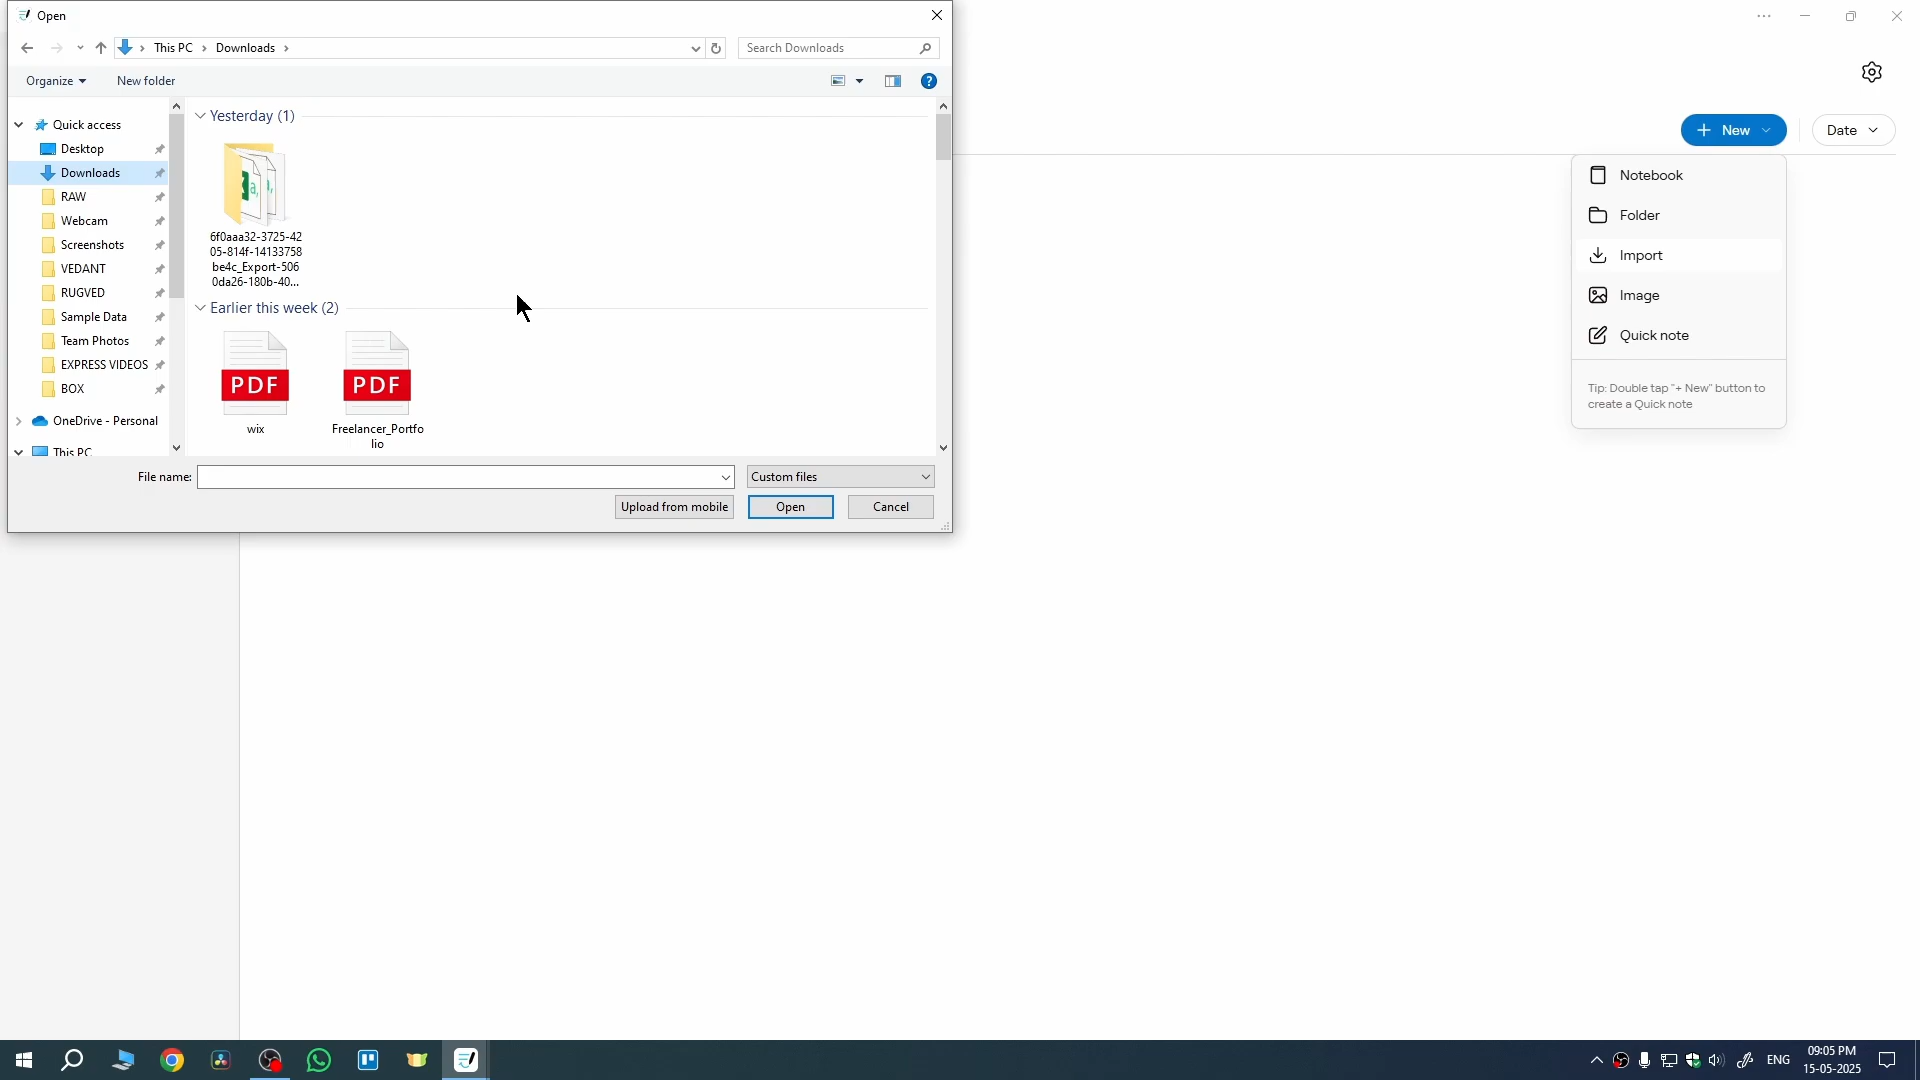 Open
This PC > Downloads >
Search Downloads
Organize
New folder
Quick access
Desktop
Downloads
RAW
Webcam
Screenshots
VEDANT
RUGVED
Sample Data
Team Photos
EXPRESS VIDEOS
BOX
OneDrive - Personal
This PC
Yesterday (1)
a,
6f0aaa32-3725-42
05-814f-14133758
be4c_Export-506
0da26-180b-40...
Earlier this week (2)
PDF
wix
PDF
Freelancer_Portfo
lio
File name:
Custom files
Upload from mobile
Open
Cancel
+ New
Date
Notebook
Folder
Import
Image
Quick note
Tip: Double tap "+ New" button to
create a Quick note
ENG
09:05 PM
15-05-2025